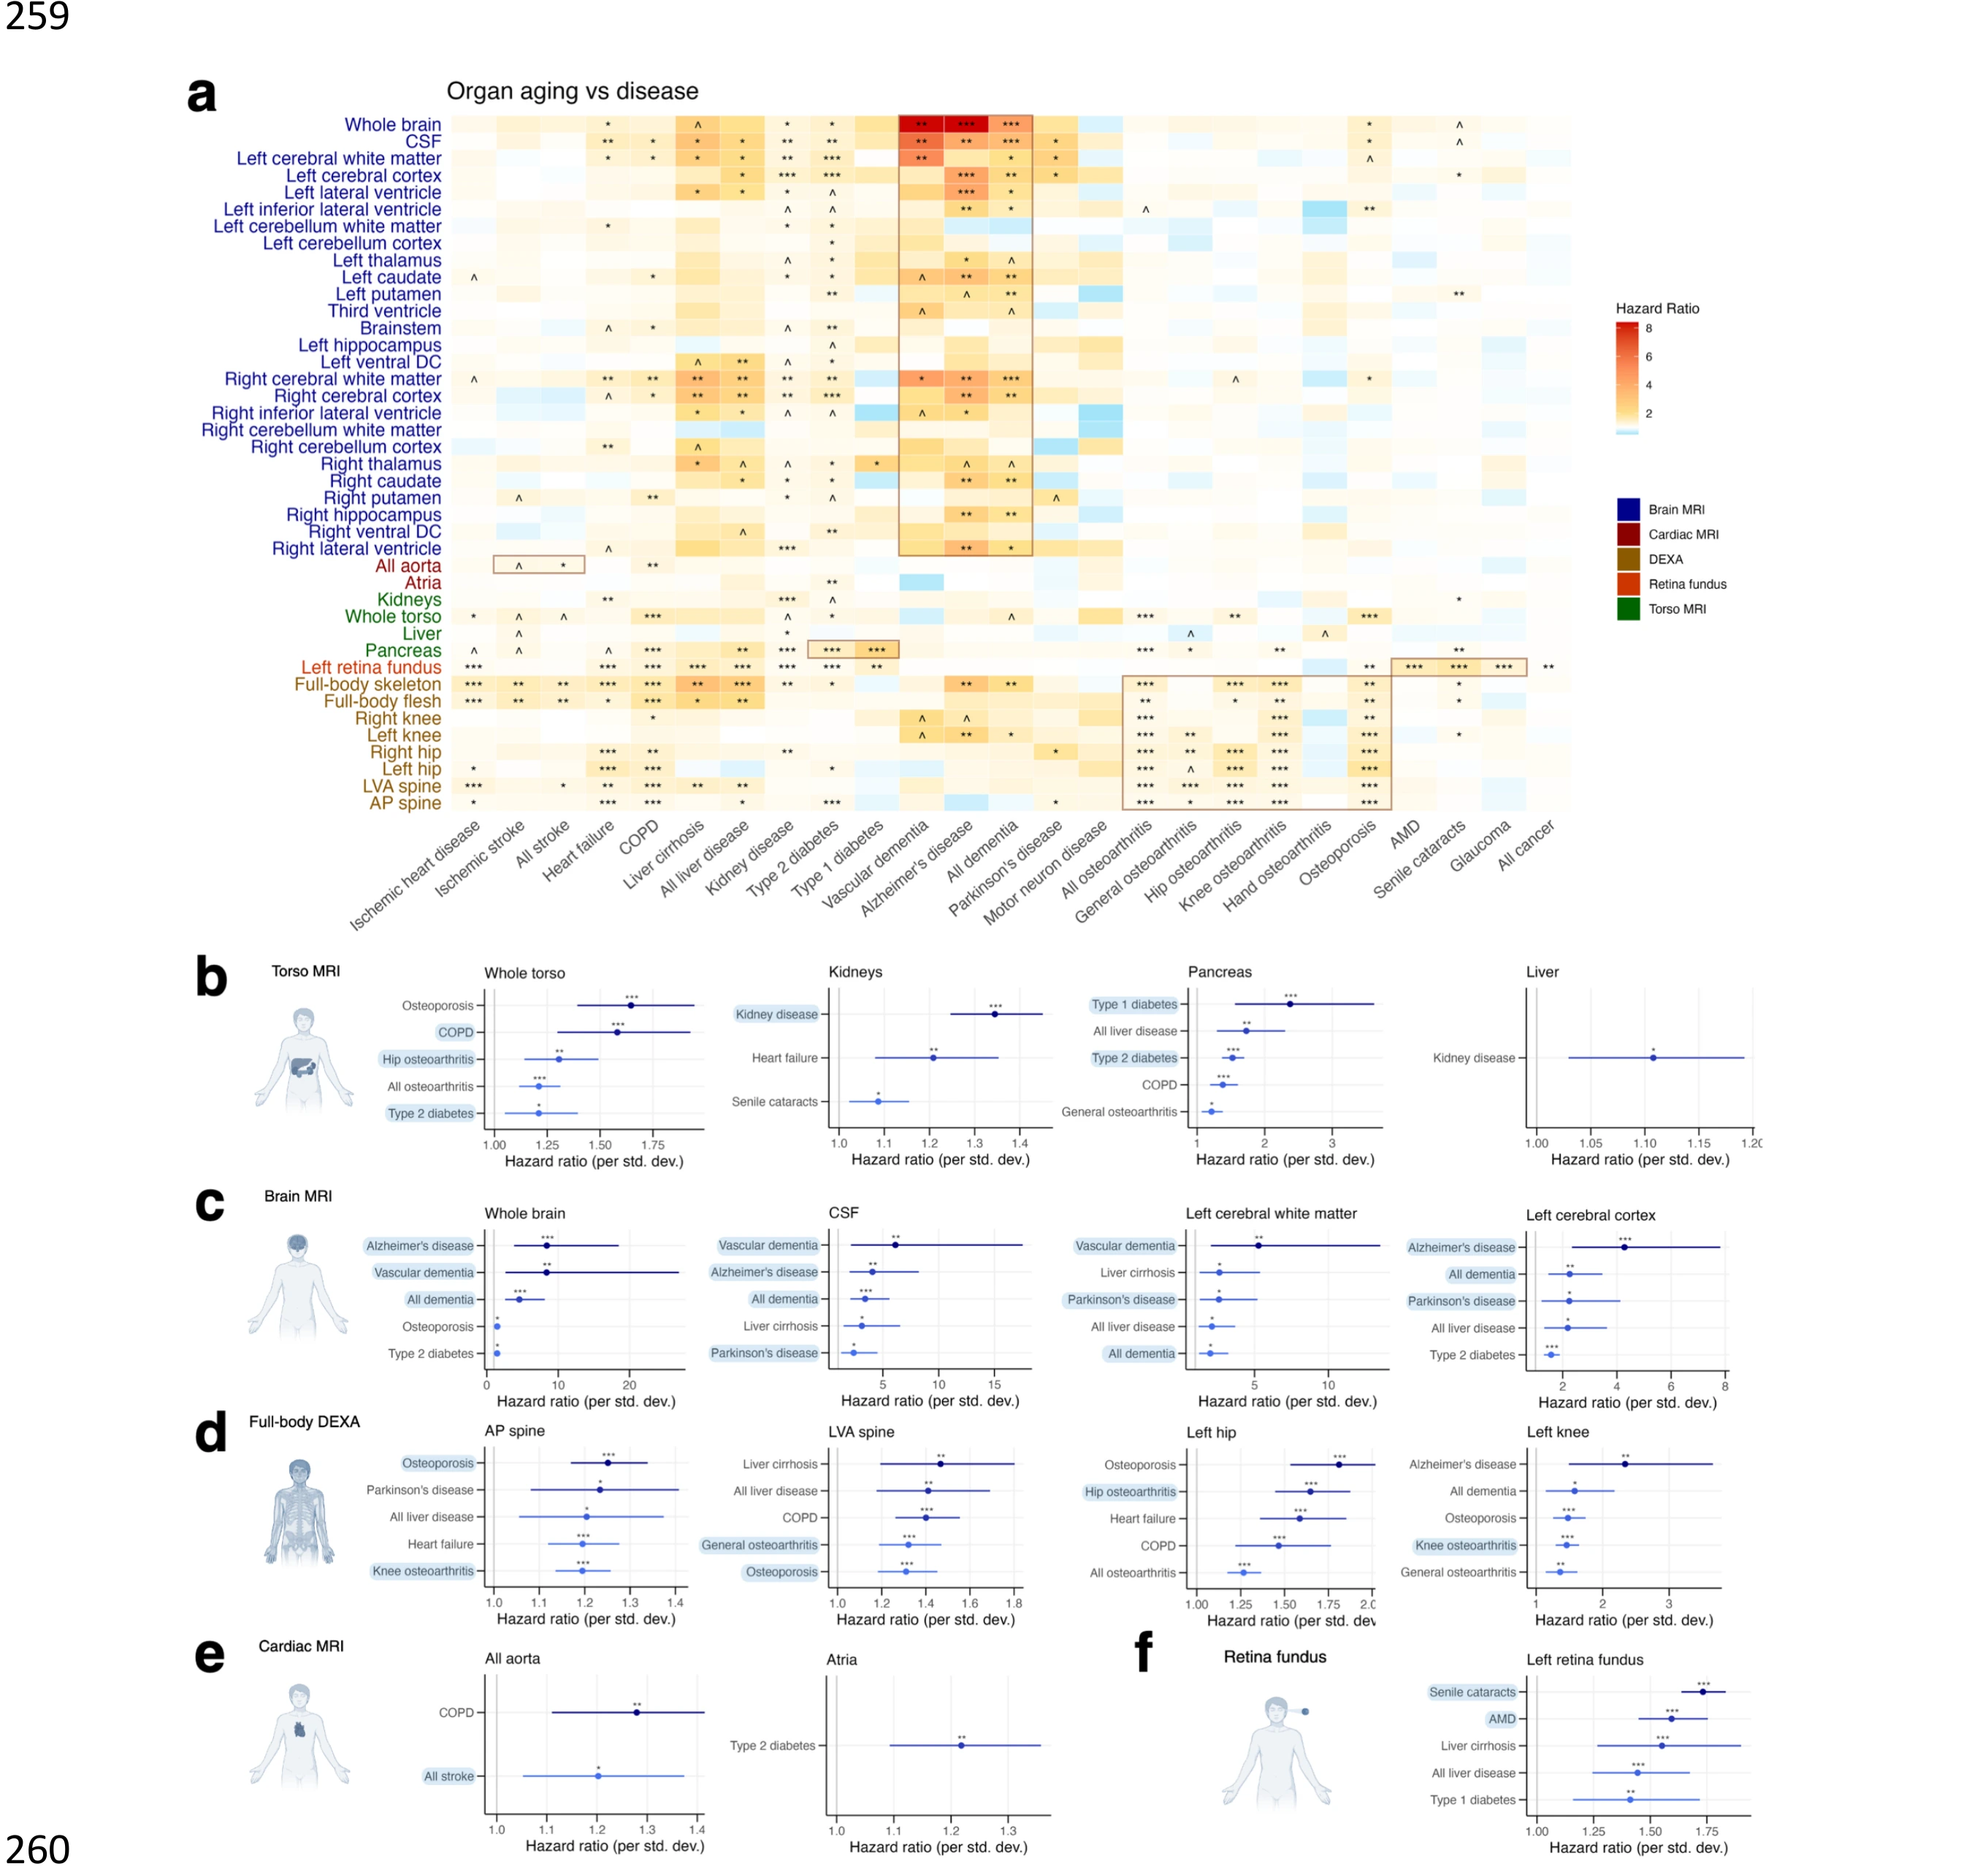 259
a
Organ aging vs disease
Whole brain
CSF
Left cerebral white matter
Left cerebral cortex
Left lateral ventricle
Left inferior lateral ventricle
Left cerebellum white matter
Left cerebellum cortex
Left thalamus
Left caudate
Left putamen
Third ventricle
Brainstem
Left hippocampus
Left ventral DC
Right cerebral white matter
Right cerebral cortex
Right inferior lateral ventricle
Right cerebellum white matter
Right cerebellum cortex
Right thalamus
Right caudate
Right putamen
Right hippocampus
Right ventral DC
Right lateral ventricle
All aorta
Atria
Kidneys
Whole torso
Liver
Pancreas
Left retina fundus
Full-body skeleton
Full-body flesh
Right knee
Left knee
Right hip
Left hip
LVA spine
AP spine
Ischemic heart disease
Ischemic stroke
All stroke
Heart failure
COPD
Liver cirrhosis
All liver disease
Kidney disease
Type 2 diabetes
Type 1 diabetes
Vascular dementia
Alzheimer's disease
All dementia
Parkinson's disease
Motor neuron disease
All osteoarthritis
General osteoarthritis
Hip osteoarthritis
Knee osteoarthritis
Hand osteoarthritis
Osteoporosis
AMD
Senile cataracts
Glaucoma
All cancer
Hazard Ratio
8
6
4
2
Brain MRI
Cardiac MRI
DEXA
Retina fundus
Torso MRI
b
Torso MRI
Whole torso
Osteoporosis
COPD
Hip osteoarthritis
All osteoarthritis
Type 2 diabetes
1.00 1.25 1.50 1.75
Hazard ratio (per std. dev.)
Kidneys
Kidney disease
Heart failure
Senile cataracts
1.0 1.1 1.2 1.3 1.4
Hazard ratio (per std. dev.)
Pancreas
Type 1 diabetes
All liver disease
Type 2 diabetes
COPD
General osteoarthritis
1 2 3
Hazard ratio (per std. dev.)
Liver
Kidney disease
1.00 1.05 1.10 1.15 1.20
Hazard ratio (per std. dev.)
c
Brain MRI
Whole brain
Alzheimer's disease
Vascular dementia
All dementia
Osteoporosis
Type 2 diabetes
0 10 20
Hazard ratio (per std. dev.)
CSF
Vascular dementia
Alzheimer's disease
All dementia
Liver cirrhosis
Parkinson's disease
5 10 15
Hazard ratio (per std. dev.)
Left cerebral white matter
Vascular dementia
Liver cirrhosis
Parkinson's disease
All liver disease
All dementia
5 10
Hazard ratio (per std. dev.)
Left cerebral cortex
Alzheimer's disease
All dementia
Parkinson's disease
All liver disease
Type 2 diabetes
2 4 6 8
Hazard ratio (per std. dev.)
d
Full-body DEXA
AP spine
Osteoporosis
Parkinson's disease
All liver disease
Heart failure
Knee osteoarthritis
1.0 1.1 1.2 1.3 1.4
Hazard ratio (per std. dev.)
LVA spine
Liver cirrhosis
All liver disease
COPD
General osteoarthritis
Osteoporosis
1.0 1.2 1.4 1.6 1.8
Hazard ratio (per std. dev.)
Left hip
Osteoporosis
Hip osteoarthritis
Heart failure
COPD
All osteoarthritis
1.00 1.25 1.50 1.75 2.0
Hazard ratio (per std. dev
Left knee
Alzheimer's disease
All dementia
Osteoporosis
Knee osteoarthritis
General osteoarthritis
1 2 3
Hazard ratio (per std. dev.)
e
Cardiac MRI
All aorta
COPD
All stroke
1.0 1.1 1.2 1.3 1.4
Hazard ratio (per std. dev.)
Atria
Type 2 diabetes
1.0 1.1 1.2 1.3
Hazard ratio (per std. dev.)
f
Retina fundus
Left retina fundus
Senile cataracts
AMD
Liver cirrhosis
All liver disease
Type 1 diabetes
1.00 1.25 1.50 1.75
Hazard ratio (per std. dev.)
260